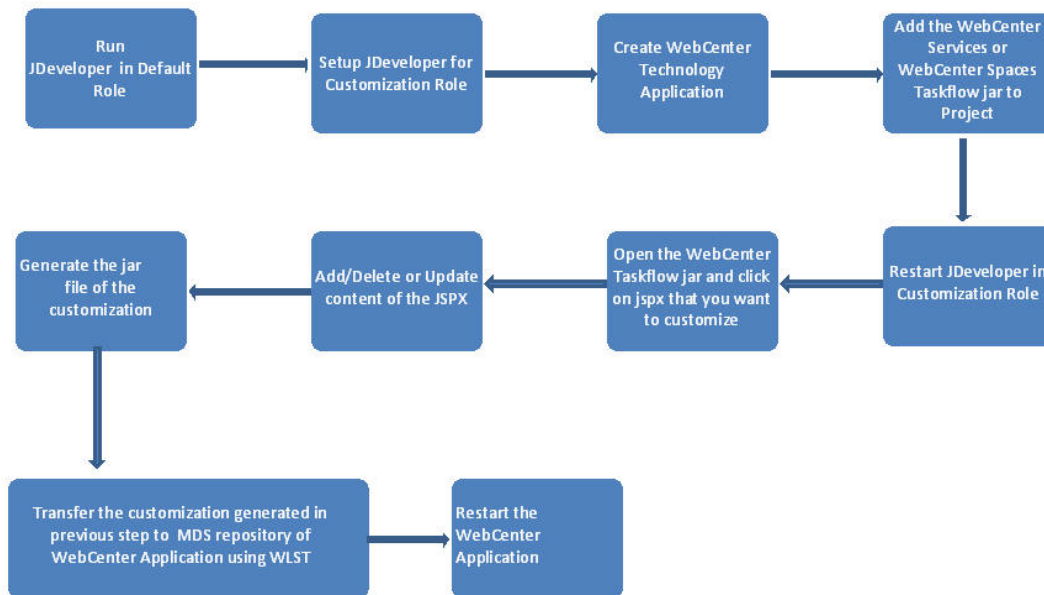 Run
JDeveloper in Default
Role
Setup JDeveloper for
Customization Role
Create WebCenter
Technology
Application
Add the WebCenter
Services or
WebCenter Spaces
Taskflow jar to
Project
Restart JDeveloper in
Customization Role
Open the WebCenter
Taskflow jar and click
on jspx that you want
to customize
Add/Delete or Update
content of the JSPX
Generate the jar
file of the
customization
Transfer the customization generated in
previous step to MDS repository of
WebCenter Application using WLST
Restart the
WebCenter
Application